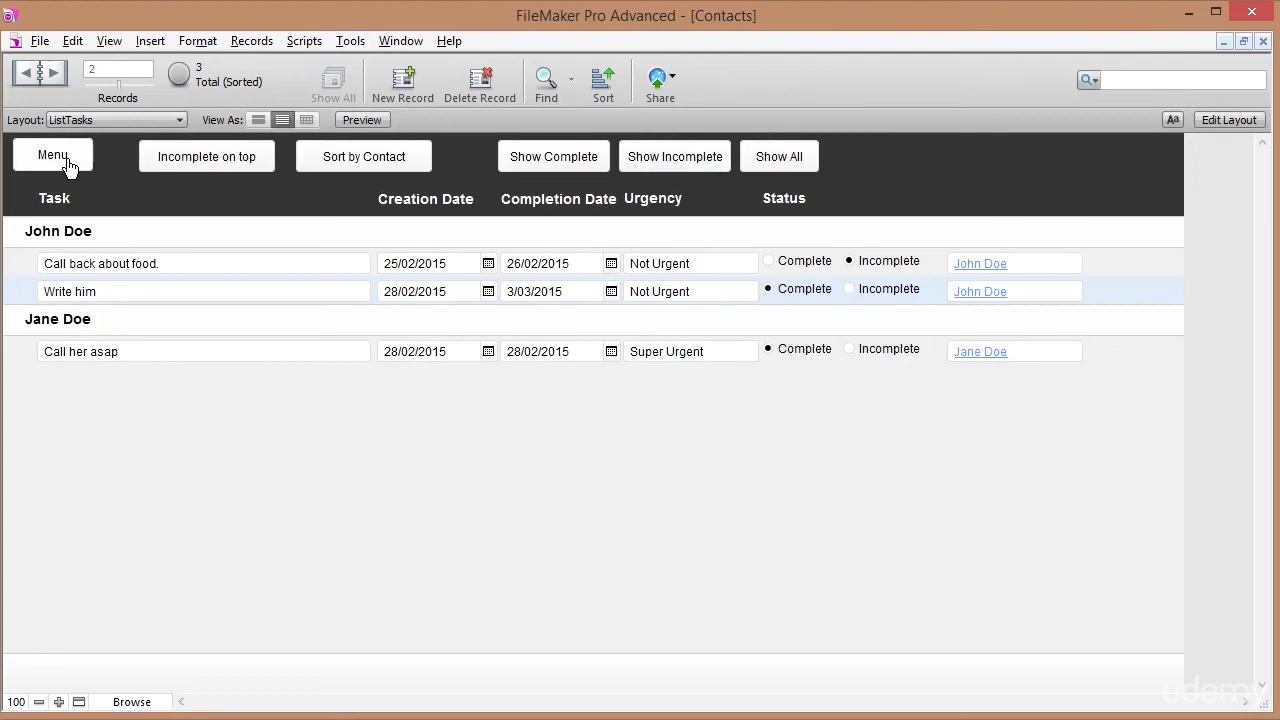 FileMaker Pro Advanced - [Contacts]
File Edit View Insert Format Records Scripts Tools Window Help
2
3
Total (Sorted)
Records
Show All New Record Delete Record Find Sort Share
Layout: ListTasks View As: Preview Aa Edit Layout
Menu Incomplete on top Sort by Contact Show Complete Show Incomplete Show All
Task Creation Date Completion Date Urgency Status
John Doe
Call back about food. 25/02/2015 26/02/2015 Not Urgent Complete Incomplete John Doe
Write him 28/02/2015 3/03/2015 Not Urgent Complete Incomplete John Doe
Jane Doe
Call her asap 28/02/2015 28/02/2015 Super Urgent Complete Incomplete Jane Doe
udemy
100 Browse